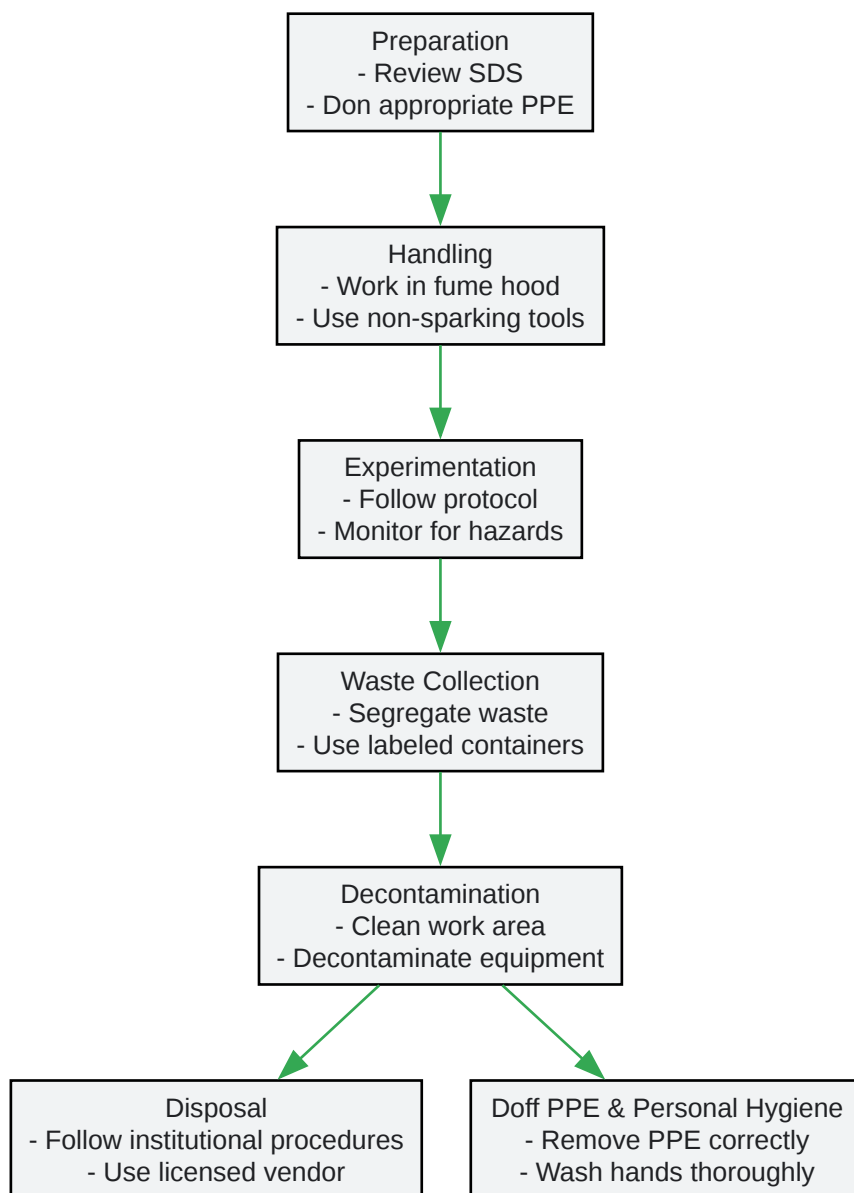 Preparation
- Review SDS
- Don appropriate PPE
Handling
- Work in fume hood
- Use non-sparking tools
Experimentation
- Follow protocol
- Monitor for hazards
Waste Collection
- Segregate waste
- Use labeled containers
Decontamination
- Clean work area
- Decontaminate equipment
Disposal
- Follow institutional procedures
- Use licensed vendor
Doff PPE & Personal Hygiene
- Remove PPE correctly
- Wash hands thoroughly